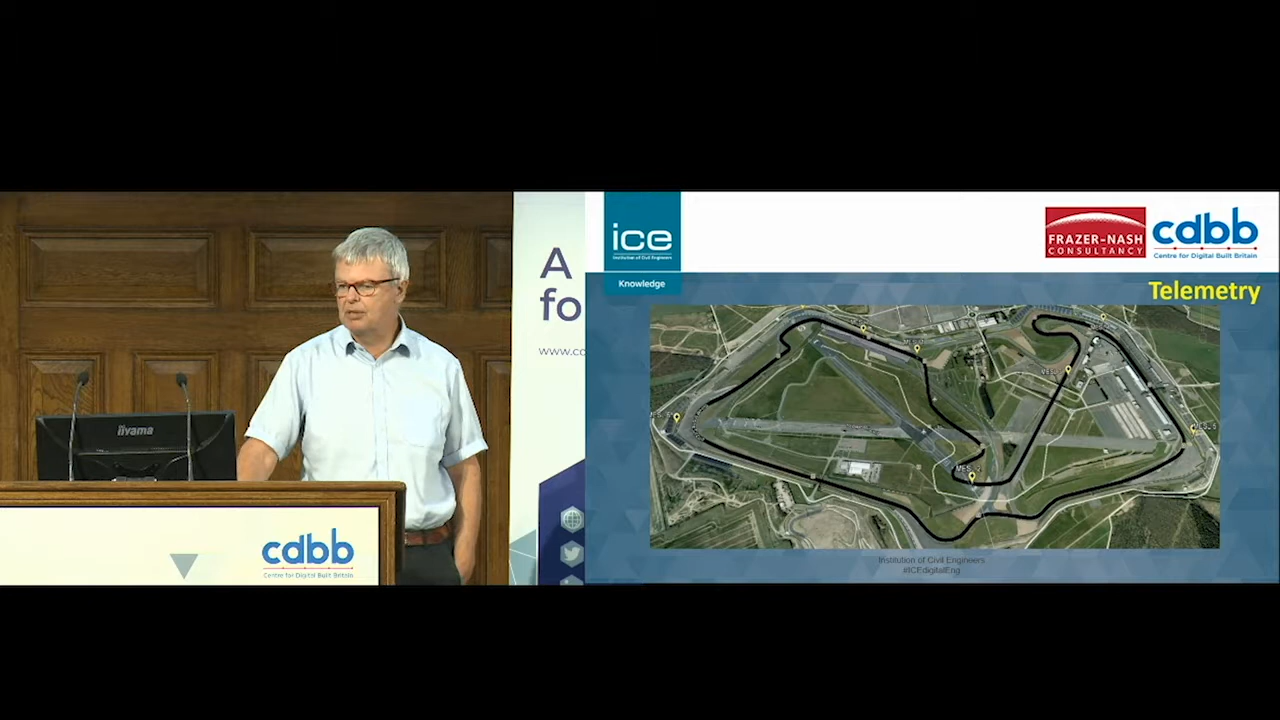 iiyama
cdbb
Centre for Digital Built Britain
A
fo
www.cd
ice
Institution of Civil Engineers
Knowledge
FRAZER-NASH
CONSULTANCY
cdbb
Centre for Digital Built Britain
Telemetry
Institution of Civil Engineers
#ICEdigitalEng